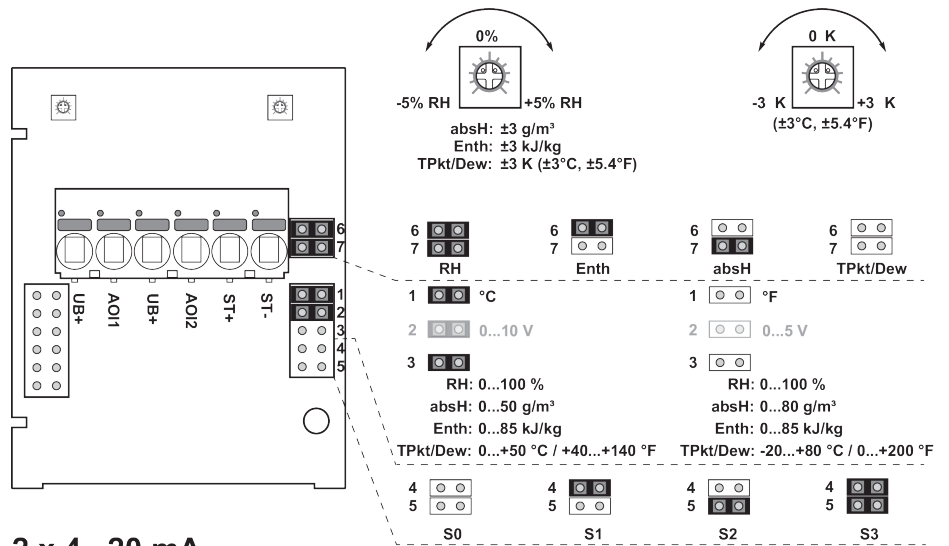 0% 0 K
-5% RH +5% RH -3 K +3 K
(±3°C, ±5.4°F)
absH: ±3 g/m³
Enth: ±3 kJ/kg
TPkt/Dew: ±3 K (±3°C, ±5.4°F)
6 6 6 6 6
7 7 7 7 7
RH Enth absH TPkt/Dew
UB+ AOI1 UB+ AOI2 ST+ ST-
1
2
3
4
5
1 °C 1 °F
2 0...10 V 2 0...5 V
3 3
RH: 0...100 % RH: 0...100 %
absH: 0...50 g/m³ absH: 0...80 g/m³
Enth: 0...85 kJ/kg Enth: 0...85 kJ/kg
TPkt/Dew: 0...+50 °C / +40...+140 °F TPkt/Dew: -20...+80 °C / 0...+200 °F
4 4 4 4
5 5 5 5
S0 S1 S2 S3